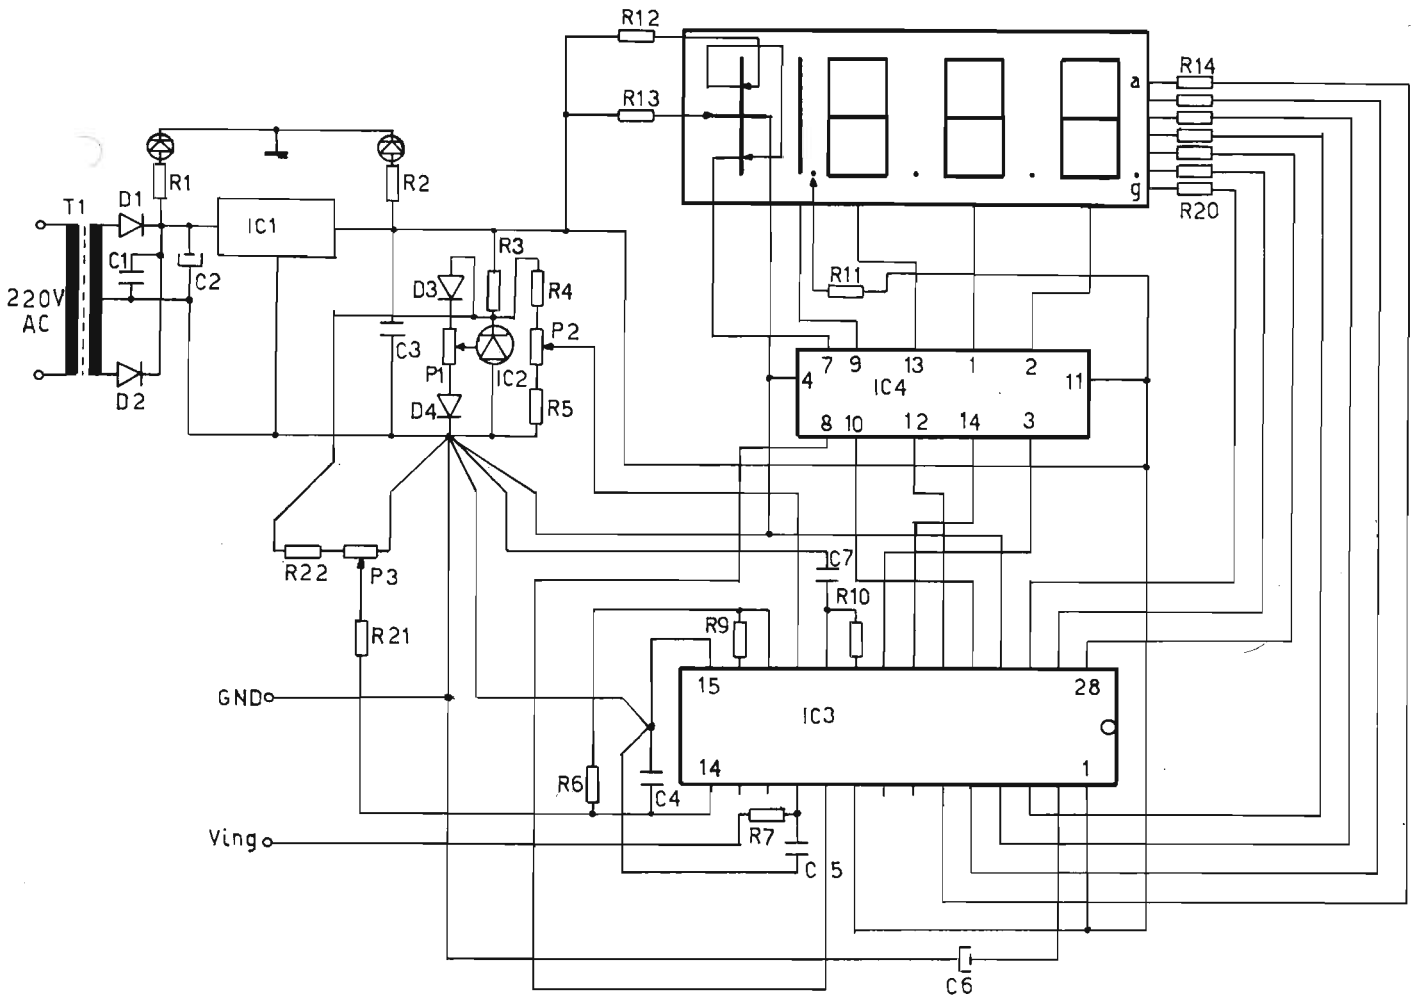 R12
R13
a
R14
g
R20
T1
D1
R1
R2
IC1
C1
C2
220V
AC
D2
R3
D3
R4
C3
P1
IC2
P2
D4
R5
R11
7 9 13 1 2
4 IC4 11
8 10 12 14 3
R22 P3
R21
C7
R10
R9
GND
15 28
IC3
14 1
R6
C4
R7
Ving
C 5
C6